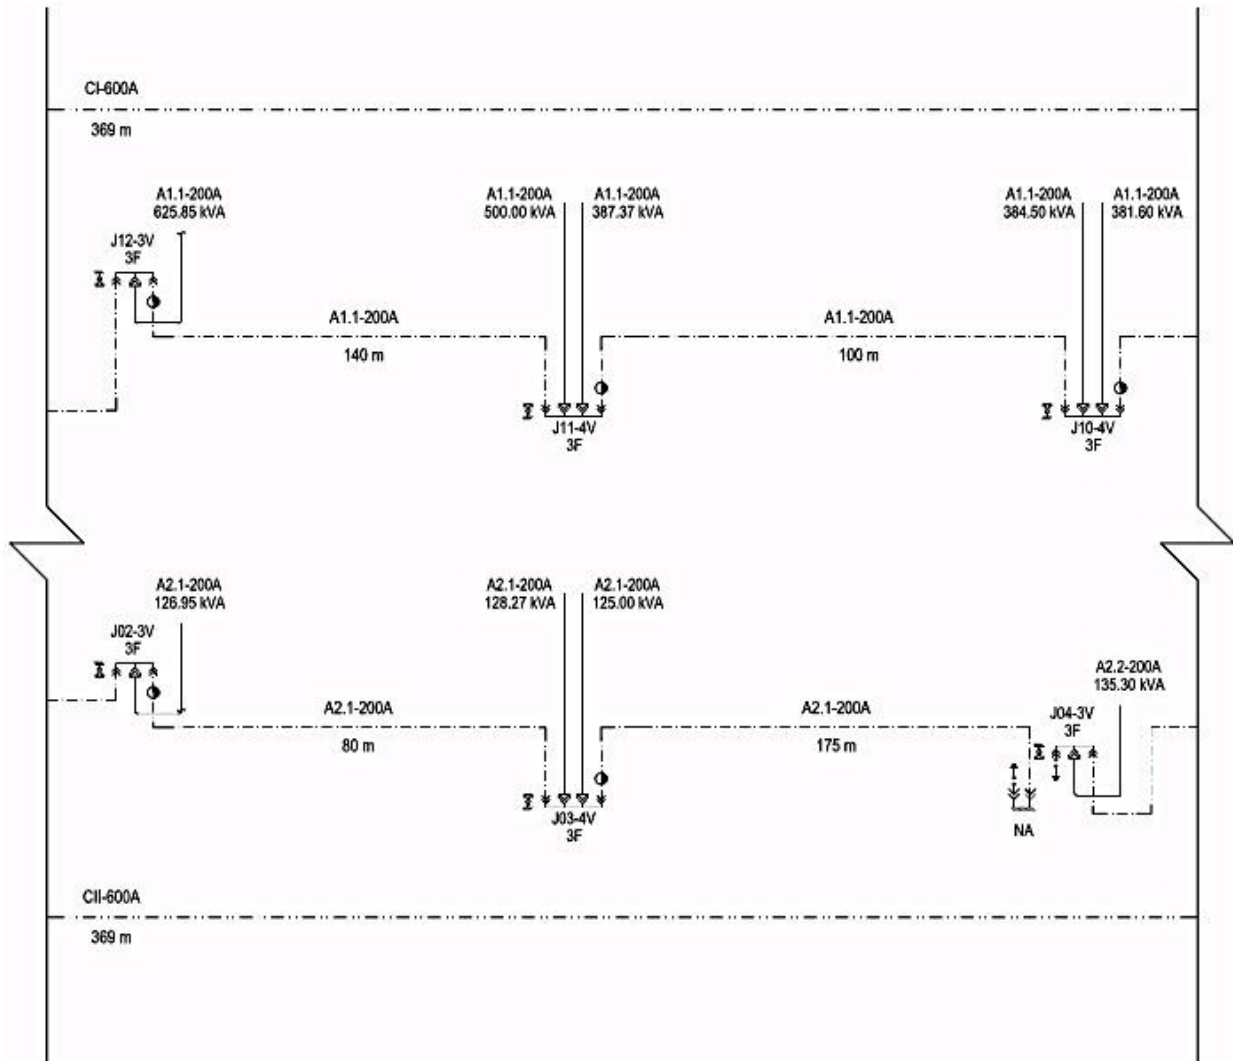 CI-600A
369 m
A1.1-200A
625.85 kVA
A1.1-200A
500.00 kVA
A1.1-200A
387.37 kVA
A1.1-200A
384.50 kVA
A1.1-200A
381.60 kVA
J12-3V
3F
A1.1-200A
140 m
A1.1-200A
100 m
J11-4V
3F
J10-4V
3F
A2.1-200A
126.95 kVA
A2.1-200A
128.27 kVA
A2.1-200A
125.00 kVA
J02-3V
3F
A2.2-200A
135.30 kVA
A2.1-200A
80 m
A2.1-200A
175 m
J04-3V
3F
J03-4V
3F
NA
CII-600A
369 m